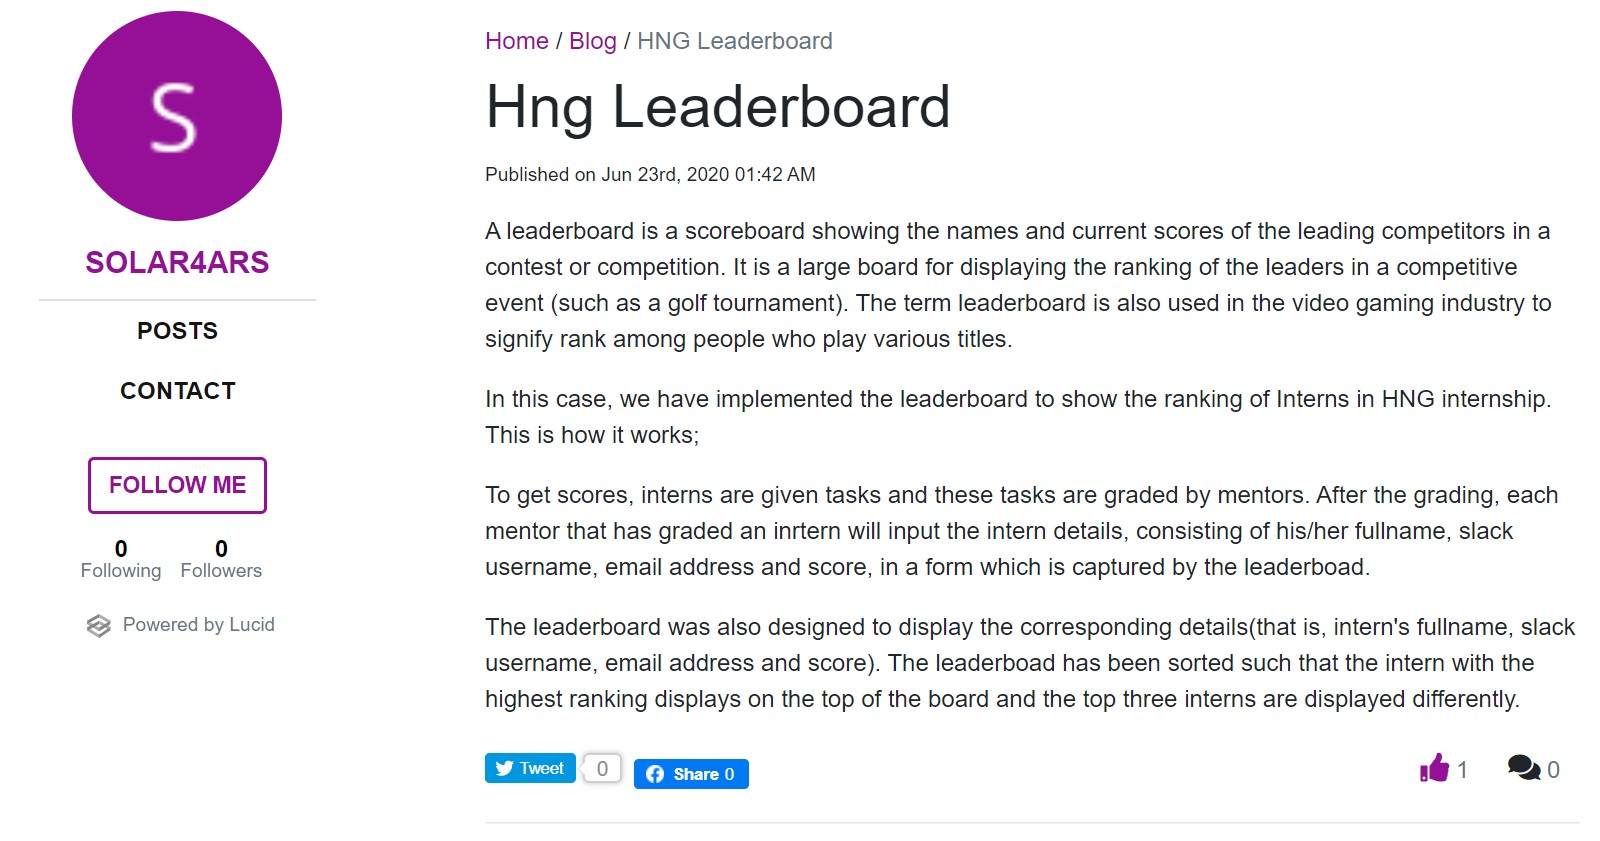 S
SOLAR4ARS
POSTS
CONTACT
FOLLOW ME
0 0
Following Followers
Powered by Lucid
Home / Blog / HNG Leaderboard
Hng Leaderboard
Published on Jun 23rd, 2020 01:42 AM
A leaderboard is a scoreboard showing the names and current scores of the leading competitors in a
contest or competition. It is a large board for displaying the ranking of the leaders in a competitive
event (such as a golf tournament). The term leaderboard is also used in the video gaming industry to
signify rank among people who play various titles.
In this case, we have implemented the leaderboard to show the ranking of Interns in HNG internship.
This is how it works;
To get scores, interns are given tasks and these tasks are graded by mentors. After the grading, each
mentor that has graded an inrtern will input the intern details, consisting of his/her fullname, slack
username, email address and score, in a form which is captured by the leaderboad.
The leaderboard was also designed to display the corresponding details(that is, intern's fullname, slack
username, email address and score). The leaderboad has been sorted such that the intern with the
highest ranking displays on the top of the board and the top three interns are displayed differently.
Tweet 0 Share 0 1 0